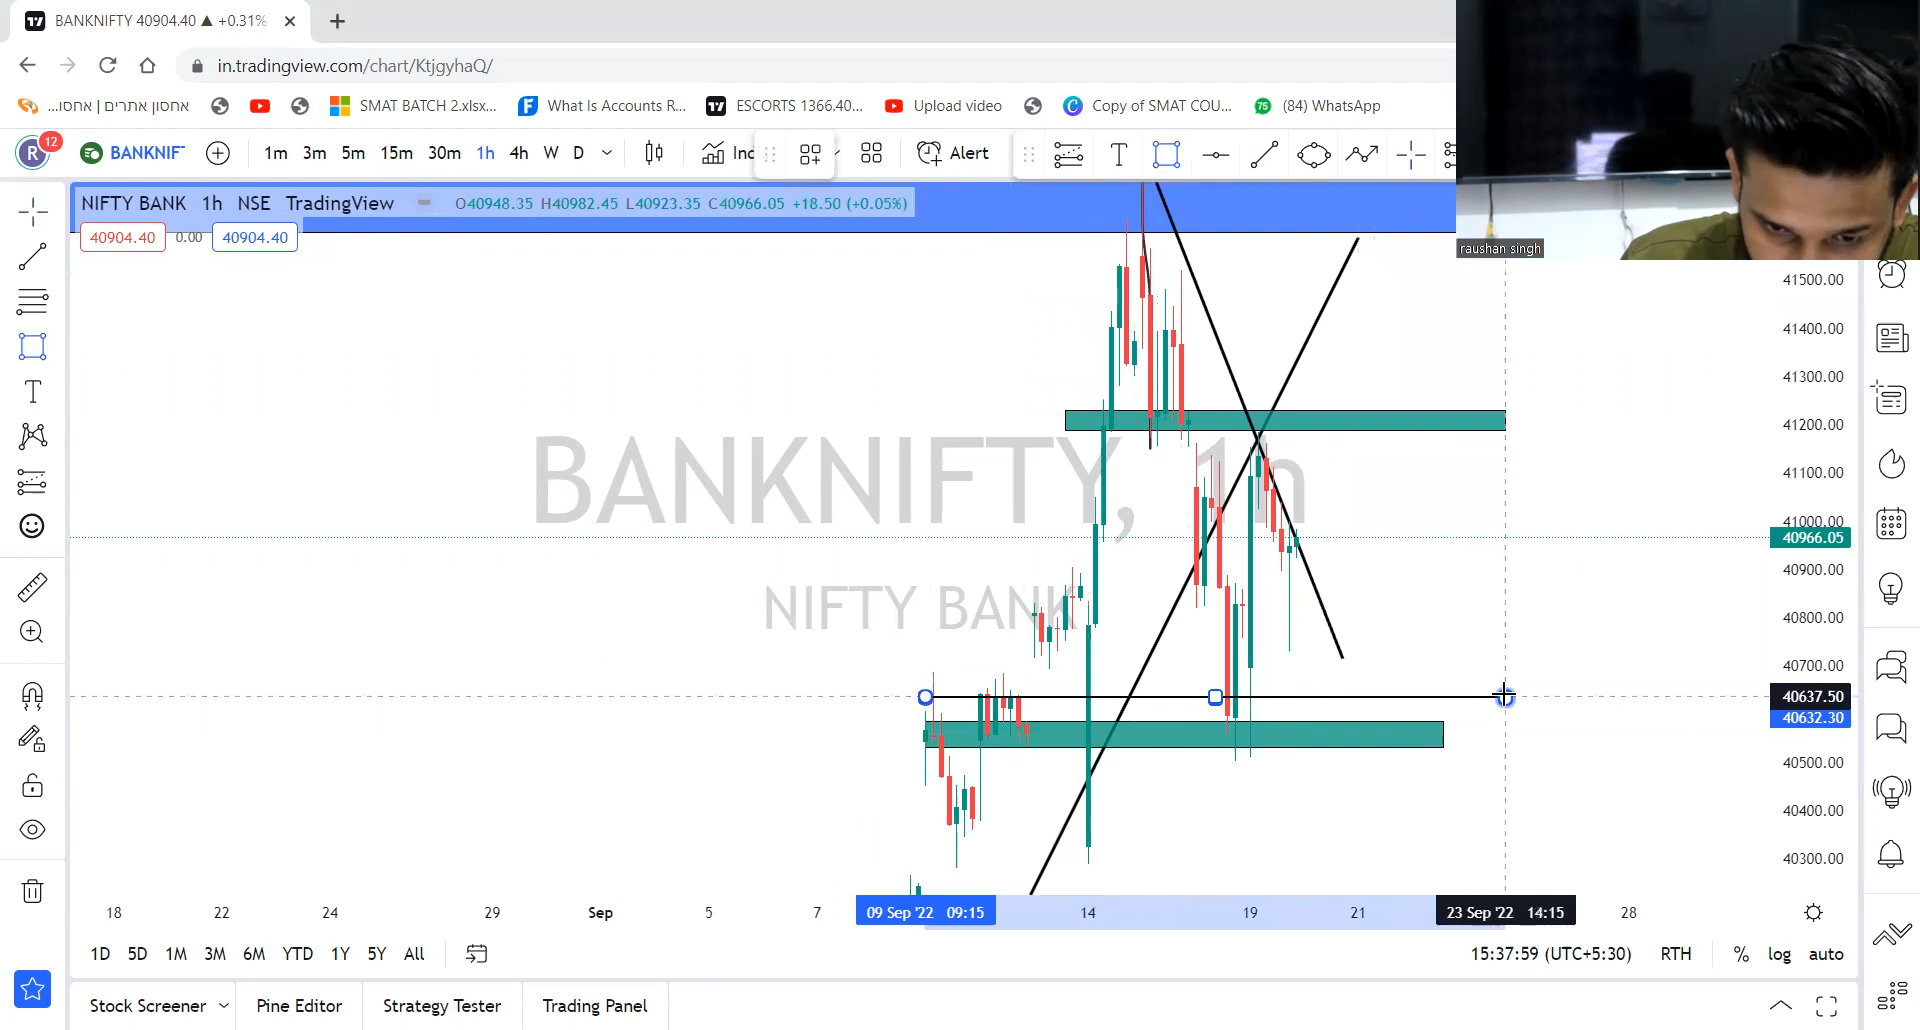 BANKNIFTY 40904.40 ▲ +0.31%
in.tradingview.com/chart/KtjgyhaQ/
אחסון אתרים | אחסו...
SMAT BATCH 2.xlsx...
What Is Accounts R...
ESCORTS 1366.40...
Upload video
Copy of SMAT COU...
75
(84) WhatsApp
R
12
BANKNIF
1m 3m 5m 15m 30m 1h 4h W D
Alert
NIFTY BANK 1h NSE TradingView
O40948.35 H40982.45 L40923.35 C40966.05 +18.50 (+0.05%)
40904.40 0.00 40904.40
raushan singh
BANKNIFTY, 1h
NIFTY BANK
41500.00
41400.00
41300.00
41200.00
41100.00
41000.00
40966.05
40900.00
40800.00
40700.00
40637.50
40632.30
40500.00
40400.00
40300.00
18 22 24 29 Sep 5 7 09 Sep '22 09:15 14 19 21 23 Sep '22 14:15 28
1D 5D 1M 3M 6M YTD 1Y 5Y All
15:37:59 (UTC+5:30) RTH % log auto
Stock Screener Pine Editor Strategy Tester Trading Panel